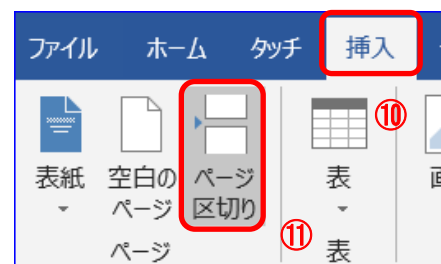 ファイル ホーム タッチ 挿入
⑩
表紙 空白の ページ 表
ページ 区切り
⑪
ページ 表